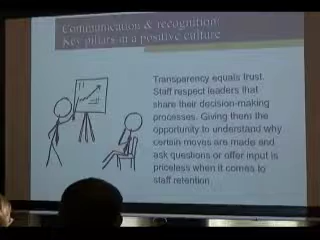 Communication & recognition:
Key pillars in a positive culture
Transparency equals trust.
Staff respect leaders that
share their decision-making
processes. Giving them the
opportunity to understand why
certain moves are made and
ask questions or offer input is
priceless when it comes to
staff retention.